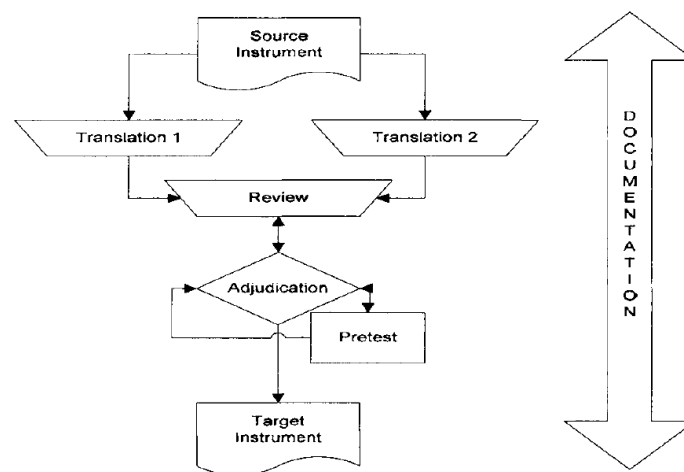 Source
Instrument
Translation 1
Translation 2
Review
Adjudication
Pretest
Target
Instrument
DOCUMENTATION